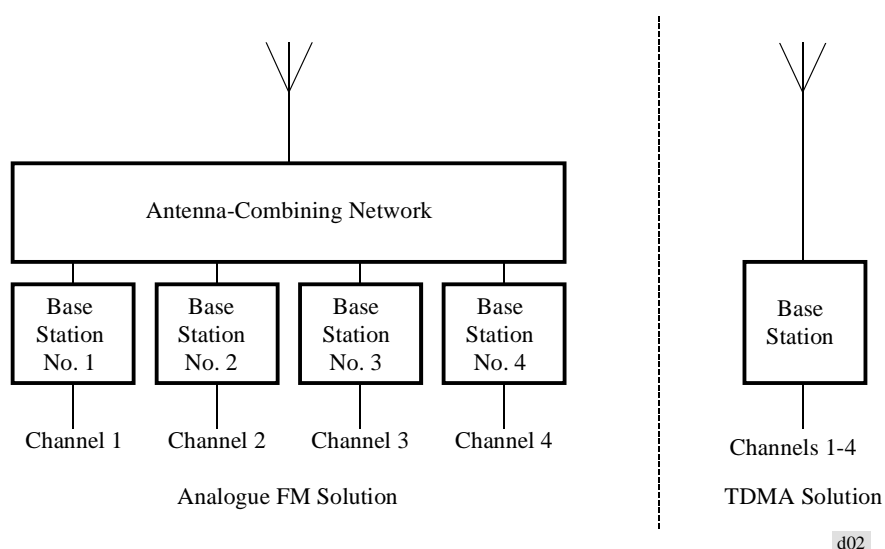 Antenna-Combining Network
Base
Station
No. 1
Base
Station
No. 2
Base
Station
No. 3
Base
Station
No. 4
Channel 1
Channel 2
Channel 3
Channel 4
Analogue FM Solution
Base
Station
Channels 1-4
TDMA Solution
d02